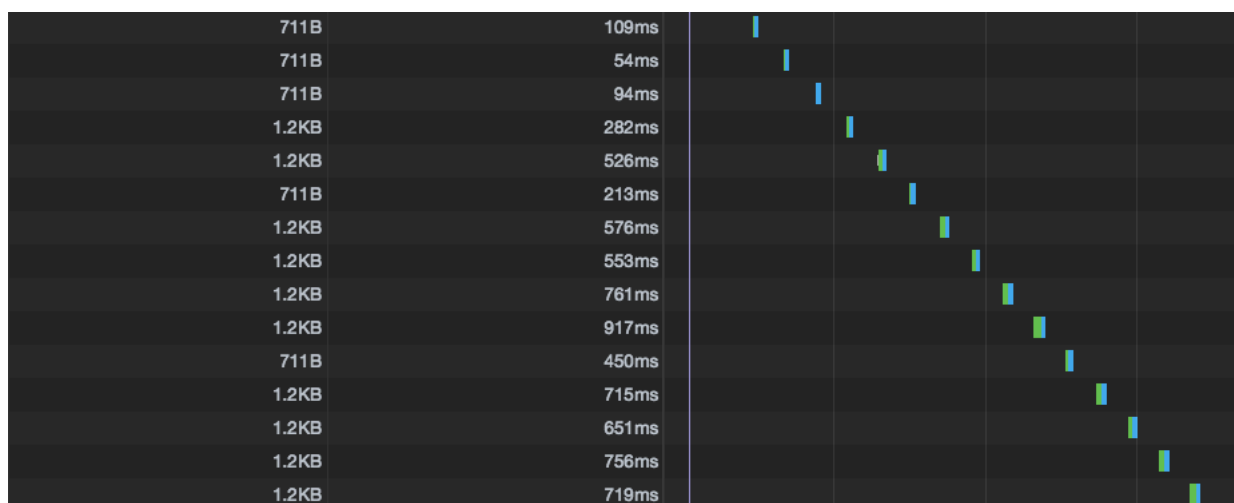 711B 109ms
711B 54ms
711B 94ms
1.2KB 282ms
1.2KB 526ms
711B 213ms
1.2KB 576ms
1.2KB 553ms
1.2KB 761ms
1.2KB 917ms
711B 450ms
1.2KB 715ms
1.2KB 651ms
1.2KB 756ms
1.2KB 719ms